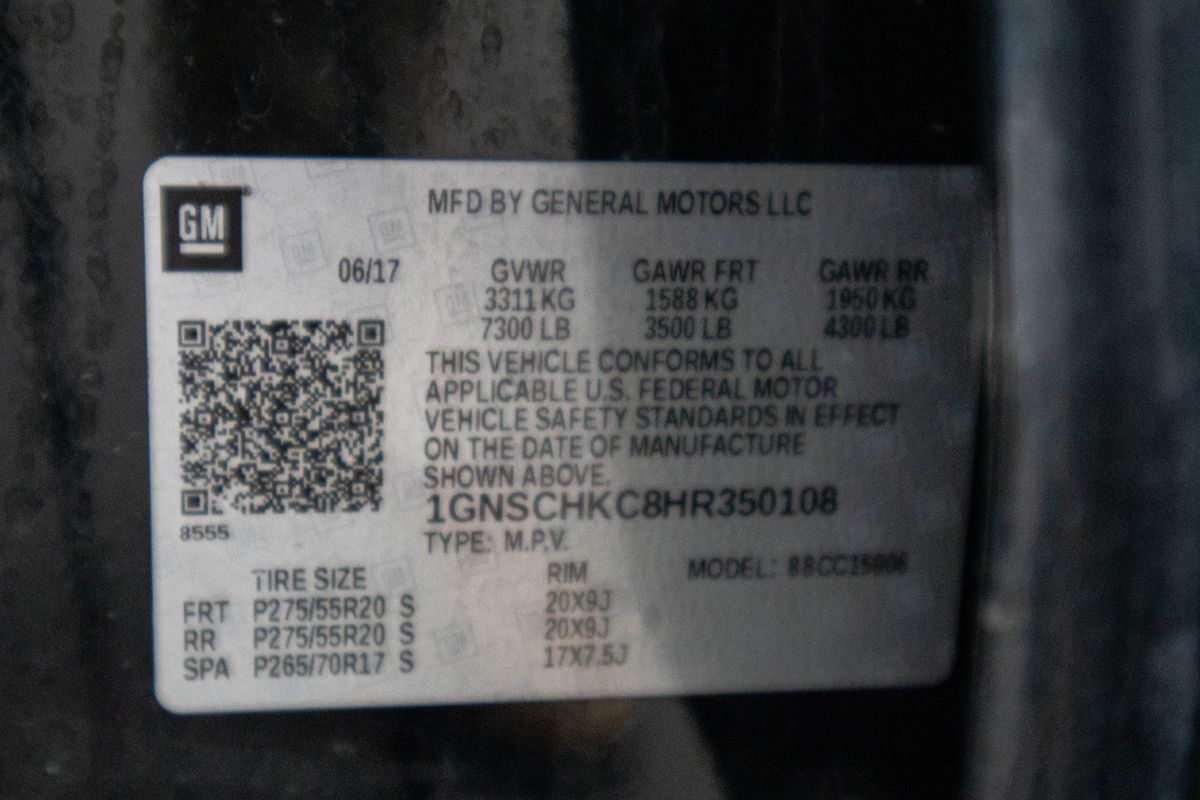 GM
MFD BY GENERAL MOTORS LLC
06/17 GVWR GAWR FRT GAWR RR
3311 KG 1588 KG 1950 KG
7300 LB 3500 LB 4300 LB
THIS VEHICLE CONFORMS TO ALL
APPLICABLE U.S. FEDERAL MOTOR
VEHICLE SAFETY STANDARDS IN EFFECT
ON THE DATE OF MANUFACTURE
SHOWN ABOVE.
1GNSCHKC8HR350108
8555
TYPE: M.P.V.
TIRE SIZE RIM MODEL:
FRT P275/55R20 S 20X9J
RR P275/55R20 S 20X9J
SPA P265/70R17 S 17X7.5J